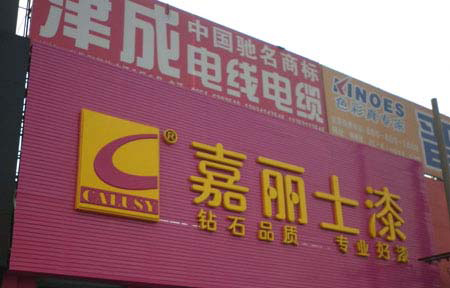 津成
中国驰名商标
电线电缆
KINOES
色彩真专家
CALUSY
®
嘉丽士漆
钻石品质 专业好漆